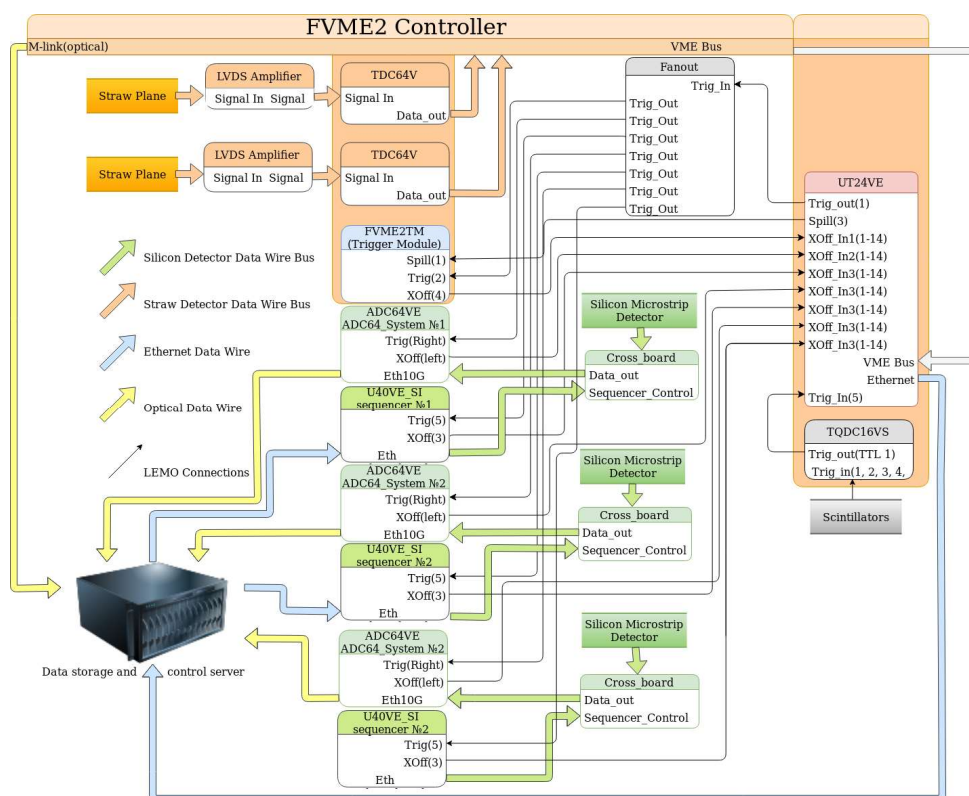 FVME2 Controller
M-link(optical)
VME Bus
Straw Plane
LVDS Amplifier
Signal In Signal
TDC64V
Signal In
Data_out
Straw Plane
LVDS Amplifier
Signal In Signal
TDC64V
Signal In
Data_out
Fanout
Trig_In
Trig_Out
Trig_Out
Trig_Out
Trig_Out
Trig_Out
Trig_Out
Trig_Out
FVME2TM
(Trigger Module)
Spill(1)
Trig(2)
XOff(4)
UT24VE
Trig_out(1)
Spill(3)
XOff_In1(1-14)
XOff_In2(1-14)
XOff_In3(1-14)
XOff_In3(1-14)
XOff_In3(1-14)
XOff_In3(1-14)
XOff_In3(1-14)
VME Bus
Ethernet
Trig_In(5)
TQDC16VS
Trig_out(TTL 1)
Trig_in(1, 2, 3, 4,
Scintillators
Silicon Detector Data Wire Bus
Straw Detector Data Wire Bus
Ethernet Data Wire
Optical Data Wire
LEMO Connections
ADC64VE
ADC64_System №1
Trig(Right)
XOff(left)
Eth10G
Silicon Microstrip
Detector
Cross_board
Data_out
Sequencer_Control
U40VE_SI
sequencer №1
Trig(5)
XOff(3)
Eth
ADC64VE
ADC64_System №2
Trig(Right)
XOff(left)
Eth10G
Silicon Microstrip
Detector
Cross_board
Data_out
Sequencer_Control
U40VE_SI
sequencer №2
Trig(5)
XOff(3)
Eth
ADC64VE
ADC64_System №2
Trig(Right)
XOff(left)
Eth10G
Silicon Microstrip
Detector
Cross_board
Data_out
Sequencer_Control
U40VE_SI
sequencer №2
Trig(5)
XOff(3)
Eth
Data storage and control server